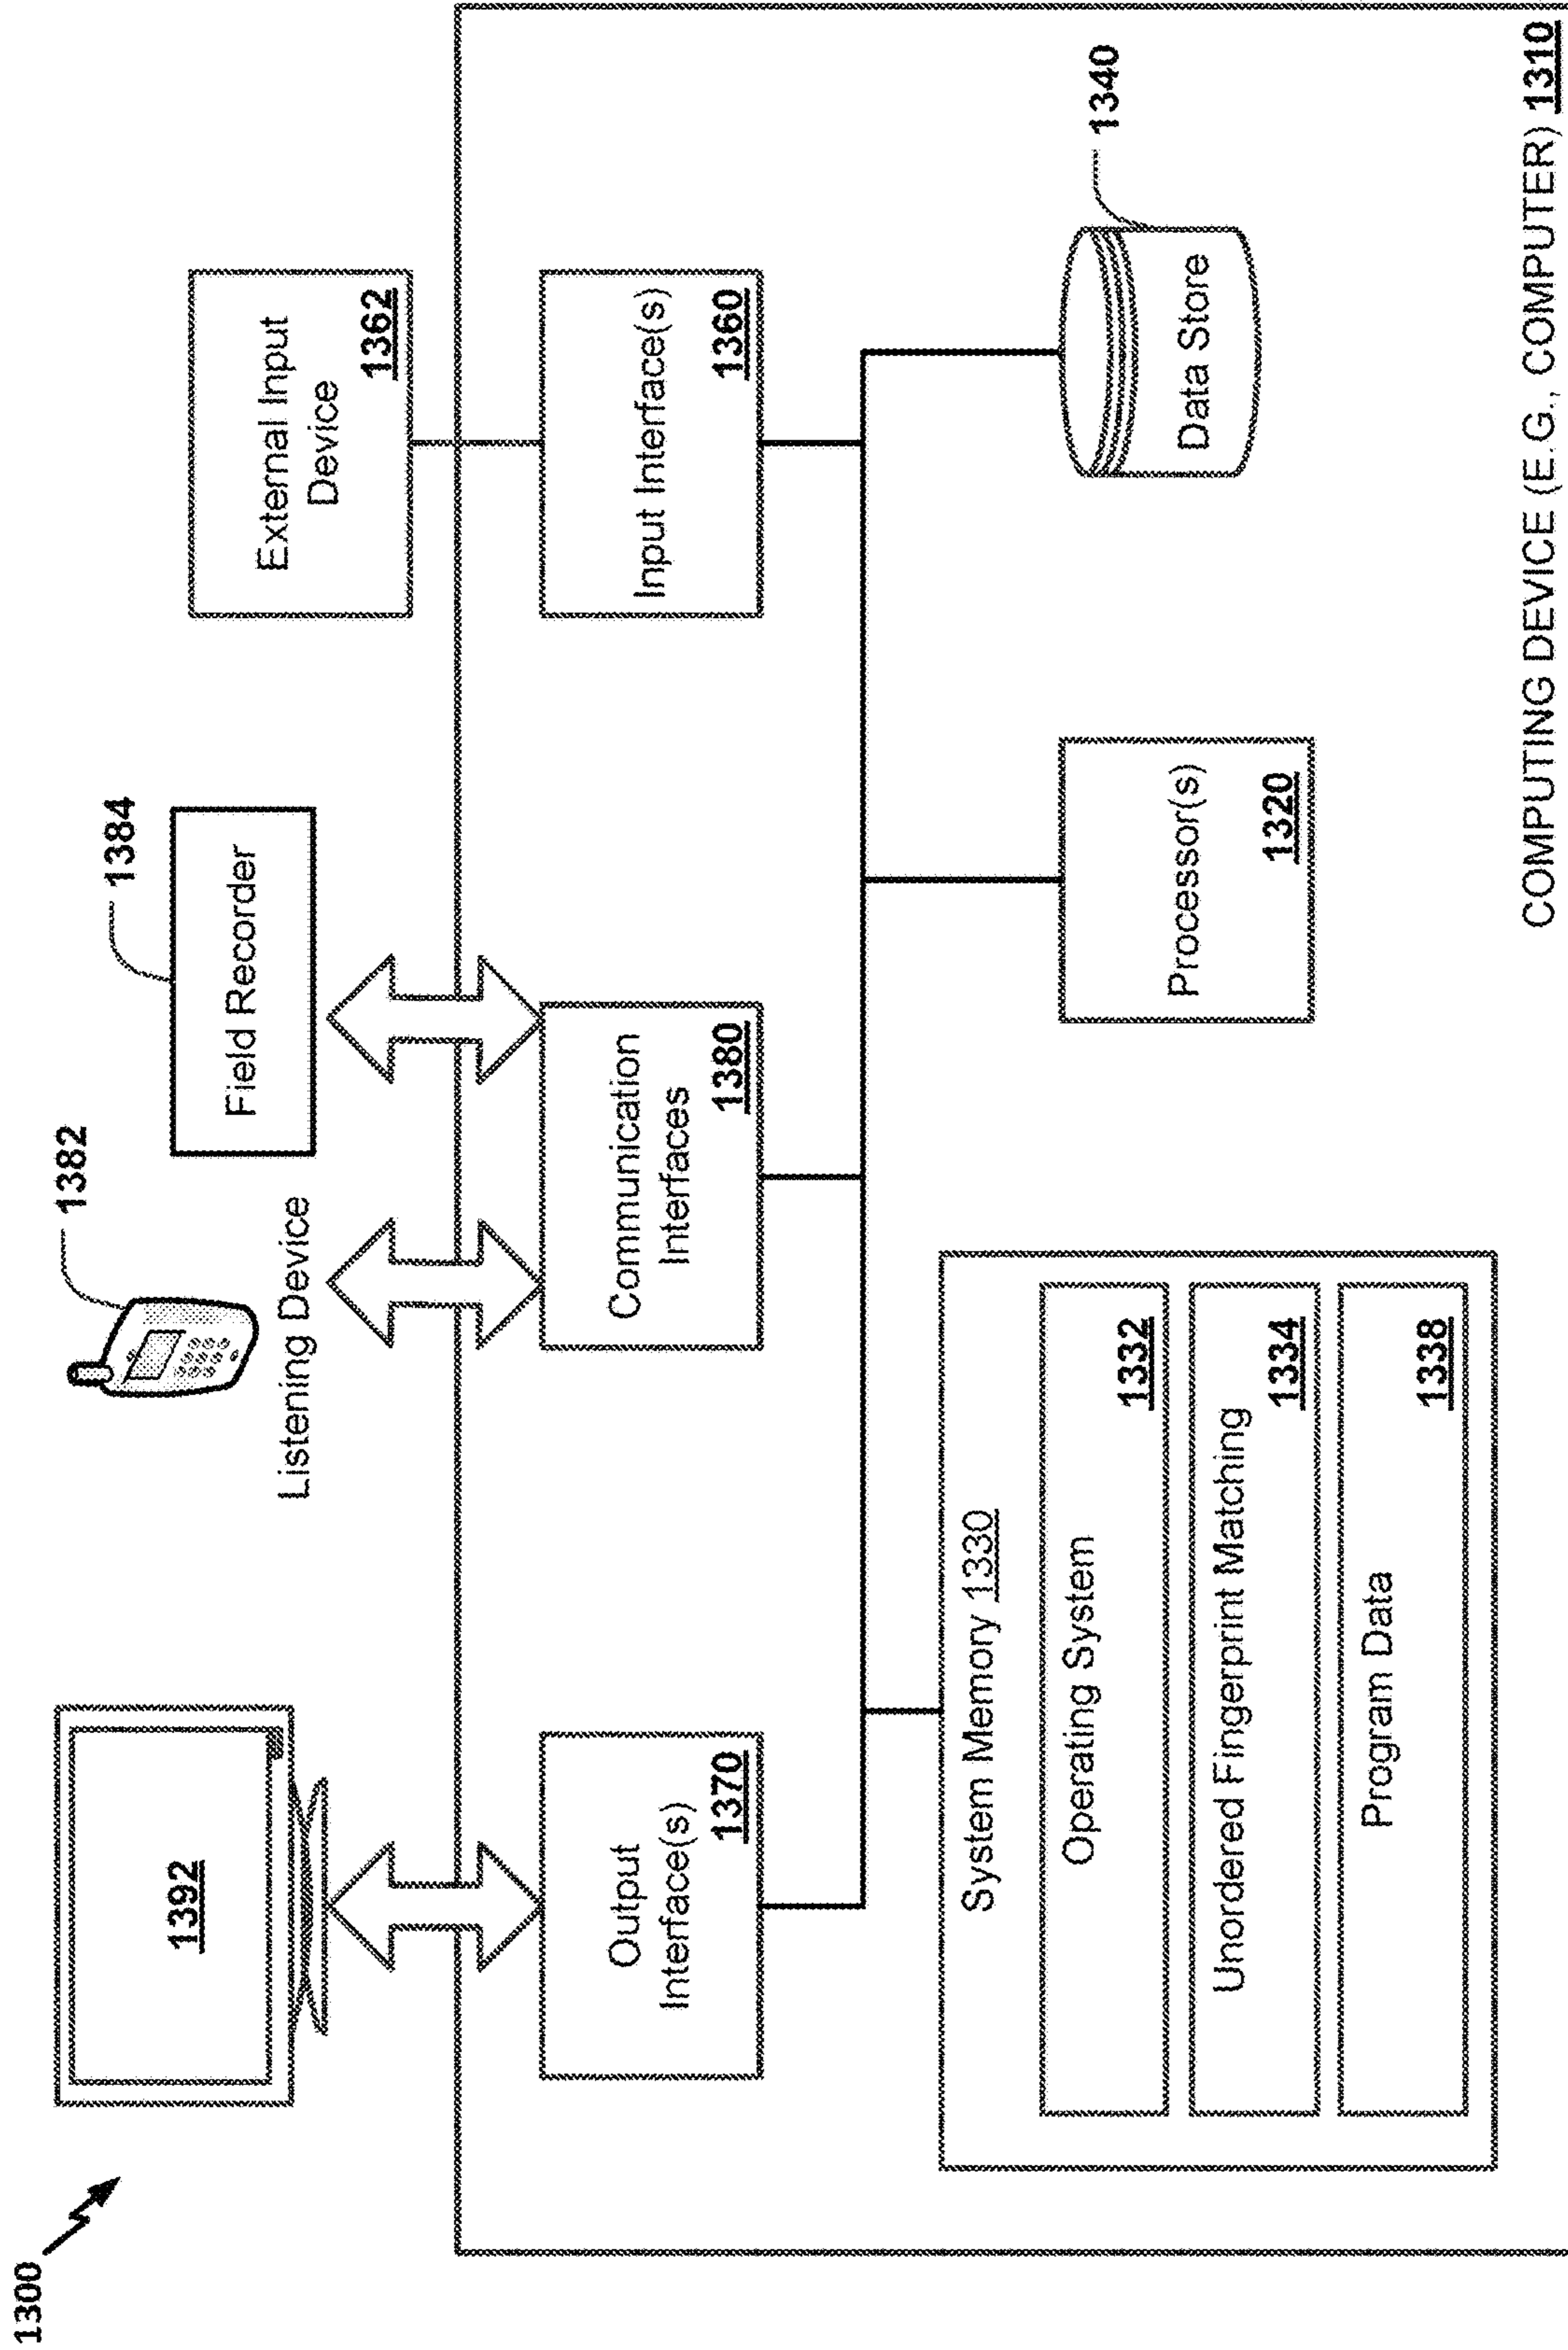 1300
1392
1382
Listening Device
1384
Field Recorder
External Input
Device
1362
Output
Interface(s)
1370
Communication
Interfaces
1380
Input Interface(s)
1360
System Memory 1330
Operating System
1332
Unordered Fingerprint Matching
1334
Program Data
1338
Processor(s)
1320
Data Store
1340
COMPUTING DEVICE (E.G., COMPUTER) 1310